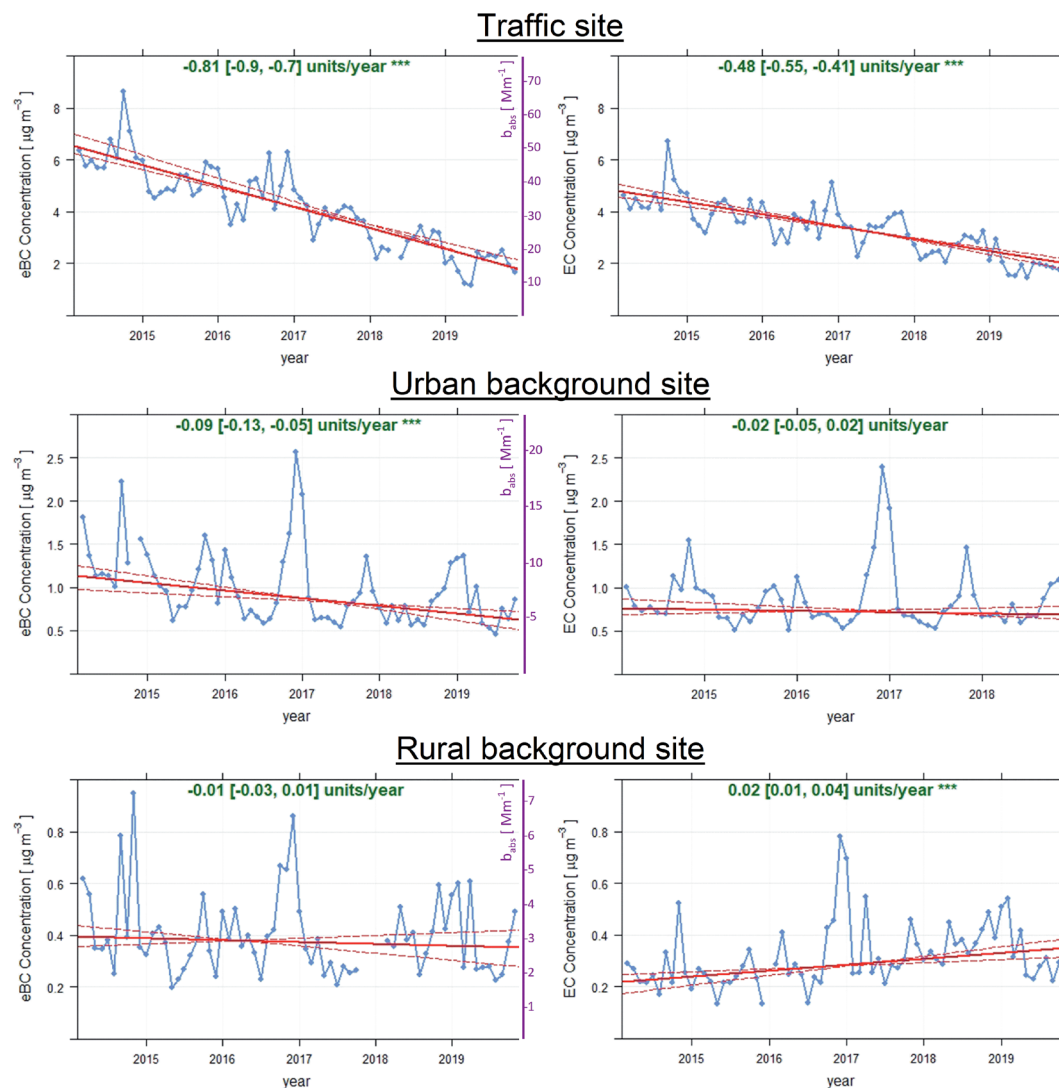 Traffic site
-0.81 [-0.9, -0.7] units/year ***
eBC Concentration [ µg m⁻³ ]
8
6
4
2
b_abs [ Mm⁻¹ ]
70
60
50
40
30
20
10
2015 2016 2017 2018 2019
year
-0.48 [-0.55, -0.41] units/year ***
EC Concentration [ µg m⁻³ ]
8
6
4
2
2015 2016 2017 2018 2019
year
Urban background site
-0.09 [-0.13, -0.05] units/year ***
eBC Concentration [ µg m⁻³ ]
2.5
2.0
1.5
1.0
0.5
b_abs [ Mm⁻¹ ]
20
15
10
5
2015 2016 2017 2018 2019
year
-0.02 [-0.05, 0.02] units/year
EC Concentration [ µg m⁻³ ]
2.5
2.0
1.5
1.0
0.5
2015 2016 2017 2018
year
Rural background site
-0.01 [-0.03, 0.01] units/year
eBC Concentration [ µg m⁻³ ]
0.8
0.6
0.4
0.2
b_abs [ Mm⁻¹ ]
7
6
5
4
3
2
1
2015 2016 2017 2018 2019
year
0.02 [0.01, 0.04] units/year ***
EC Concentration [ µg m⁻³ ]
0.8
0.6
0.4
0.2
2015 2016 2017 2018 2019
year